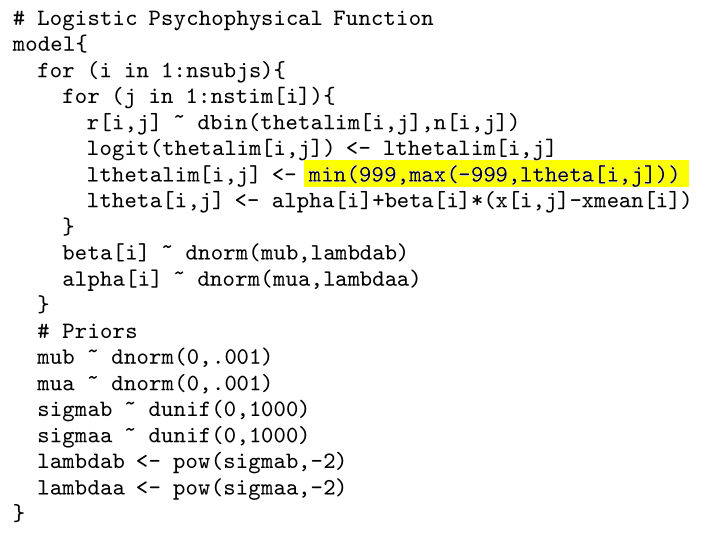 # Logistic Psychophysical Function
model{
  for (i in 1:nsubjs){
    for (j in 1:nstim[i]){
      r[i,j] ~ dbin(thetalim[i,j],n[i,j])
      logit(thetalim[i,j]) <- lthetalim[i,j]
      lthetalim[i,j] <- min(999,max(-999,ltheta[i,j]))
      ltheta[i,j] <- alpha[i]+beta[i]*(x[i,j]-xmean[i])
    }
    beta[i] ~ dnorm(mub,lambdab)
    alpha[i] ~ dnorm(mua,lambdaa)
  }
  # Priors
  mub ~ dnorm(0,.001)
  mua ~ dnorm(0,.001)
  sigmab ~ dunif(0,1000)
  sigmaa ~ dunif(0,1000)
  lambdab <- pow(sigmab,-2)
  lambdaa <- pow(sigmaa,-2)
}